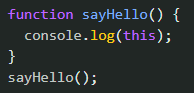 function sayHello() {
  console.log(this);
}
sayHello();